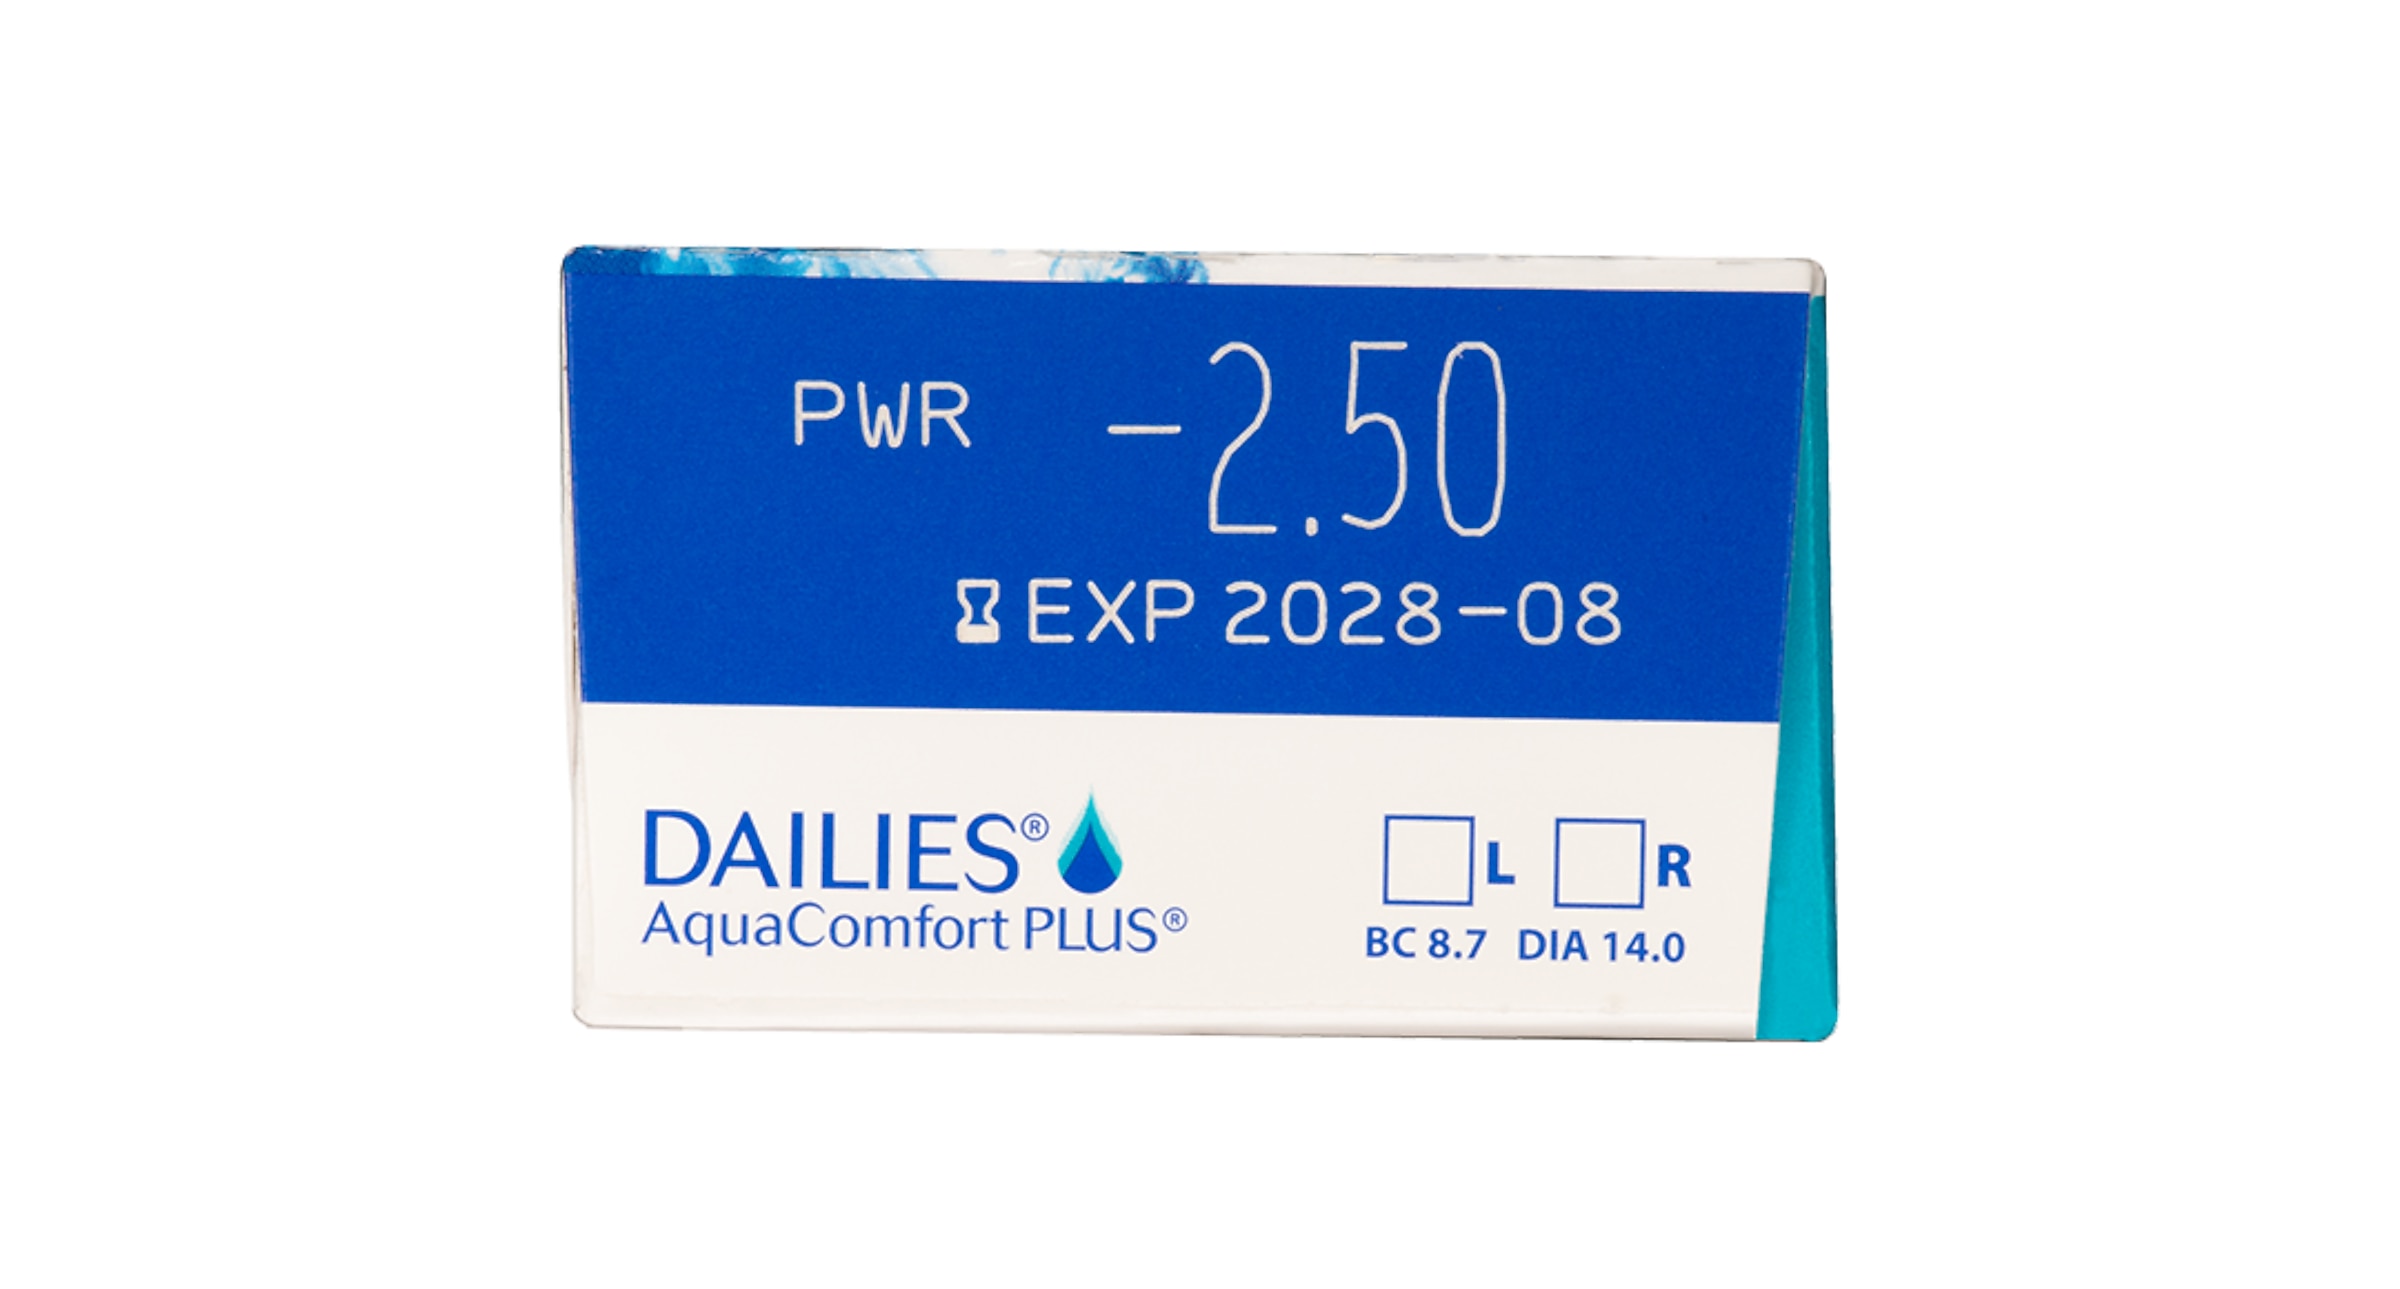 PWR -2.50
EXP 2028-08
DAILIES®
AquaComfort PLUS®
L R
BC 8.7 DIA 14.0